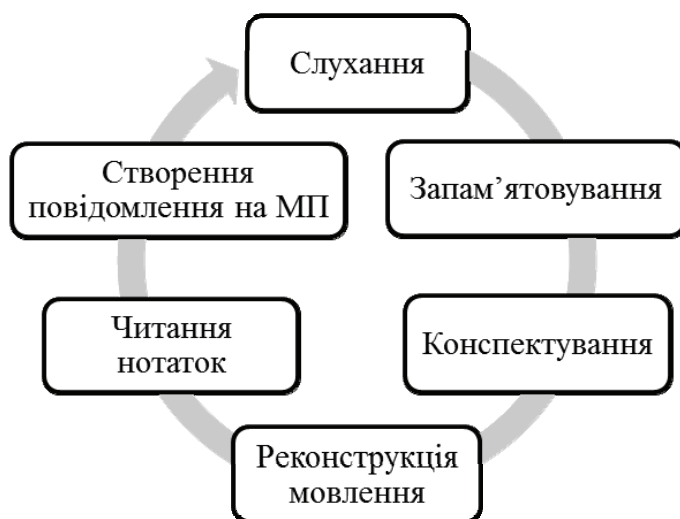 Слухання
Запам’ятовування
Конспектування
Реконструкція
мовлення
Читання
нотаток
Створення
повідомлення на МП